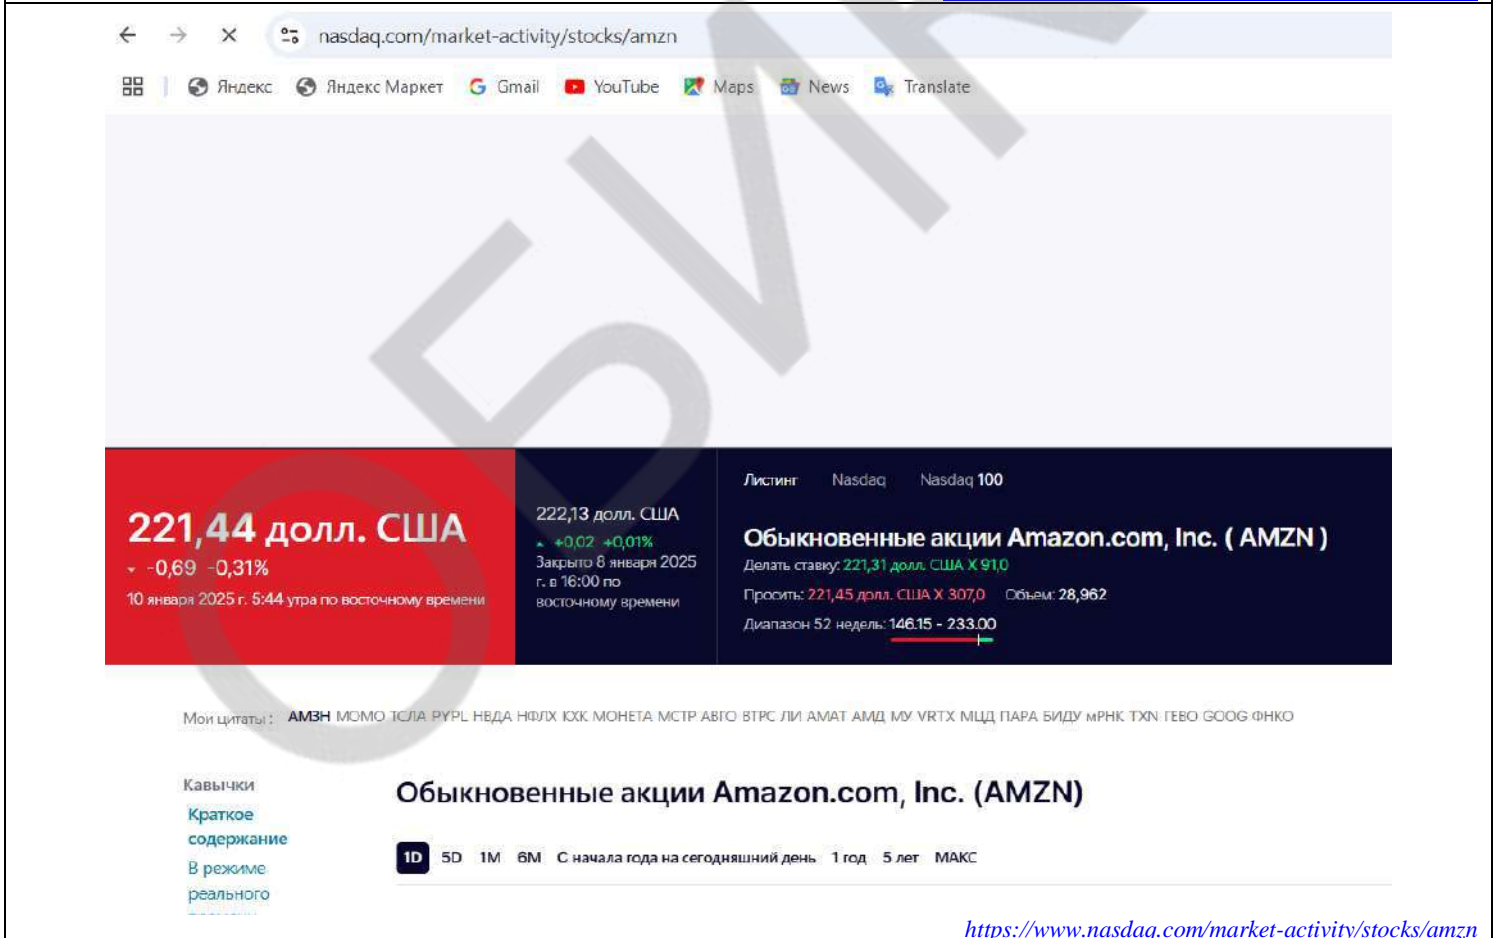 nasdaq.com/market-activity/stocks/amzn
Яндекс Яндекс Маркет Gmail YouTube Maps News Translate
ОБИК
Листинг Nasdaq Nasdaq 100
221,44 долл. США
-0,69 -0,31%
10 января 2025 г. 5:44 утра по восточному времени
222,13 долл. США
+0,02 +0,01%
Закрыто 8 января 2025
г. в 16:00 по
восточному времени
Обыкновенные акции Amazon.com, Inc. ( AMZN )
Делать ставку: 221,31 долл. США X 91,0
Просить: 221,45 долл. США X 307,0 Объем: 28,962
Диапазон 52 недель: 146.15 - 233.00
Мои цитаты : АМЗН МОМО ТСЛА PYPL НВДА НФЛХ КХК МОНЕТА МСТР АВГО ВТРС ЛИ АМАТ АМД МУ VRTX МЦД ПАРА БИДУ мРНК TXN ГЕВО GOOG ФНКО
Кавычки
Краткое
содержание
В режиме
реального
Обыкновенные акции Amazon.com, Inc. (AMZN)
1D 5D 1M 6M С начала года на сегодняшний день 1 год 5 лет МАКС
https://www.nasdaq.com/market-activity/stocks/amzn